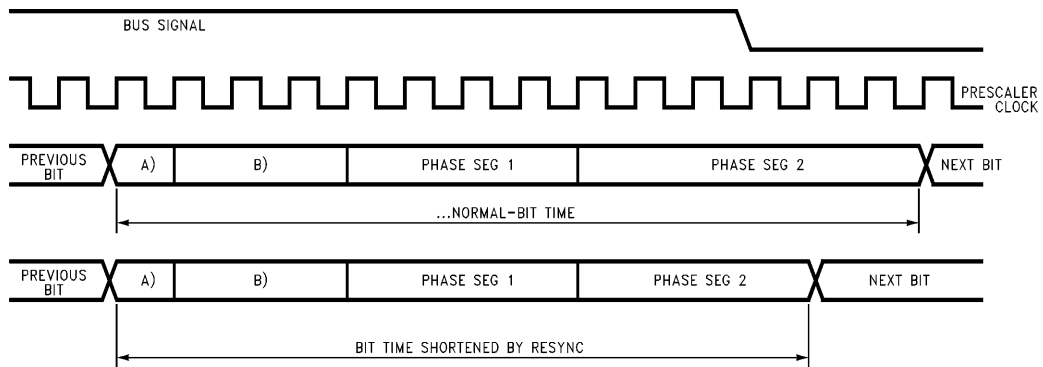 BUS SIGNAL
PRESCALER
CLOCK
PREVIOUS
BIT
A)
B)
PHASE SEG 1
PHASE SEG 2
NEXT BIT
...NORMAL-BIT TIME
PREVIOUS
BIT
A)
B)
PHASE SEG 1
PHASE SEG 2
NEXT BIT
BIT TIME SHORTENED BY RESYNC